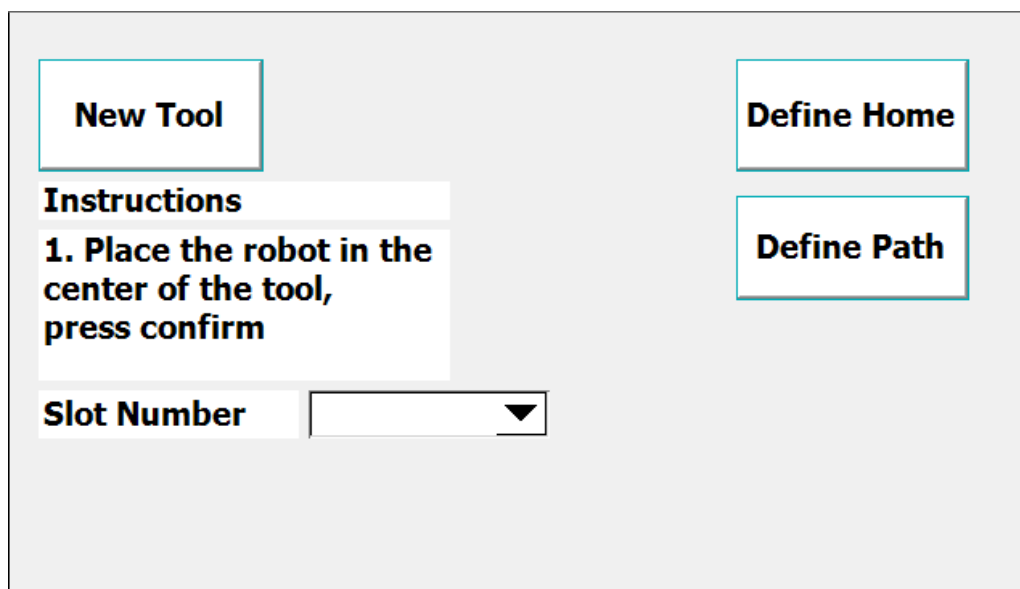 New Tool
Define Home
Instructions
Define Path
1. Place the robot in the
center of the tool,
press confirm
Slot Number